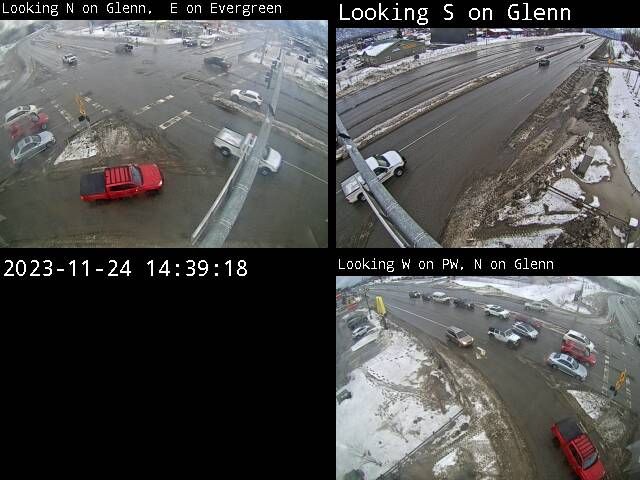 Looking N on Glenn,  E on Evergreen
Looking S on Glenn
2023-11-24 14:39:18
Looking W on PW, N on Glenn